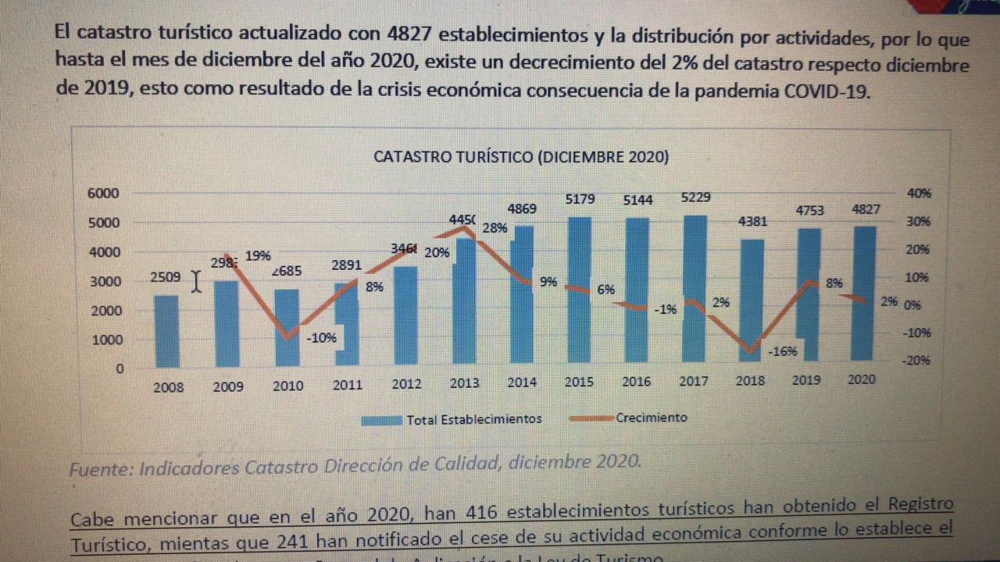 El catastro turístico actualizado con 4827 establecimientos y la distribución por actividades, por lo que
hasta el mes de diciembre del año 2020, existe un decrecimiento del 2% del catastro respecto diciembre
de 2019, esto como resultado de la crisis económica consecuencia de la pandemia COVID-19.
CATASTRO TURÍSTICO (DICIEMBRE 2020)
6000 5179 5144 5229 40%
5000 4450 28% 4869 4381 4753 4827 30%
4000 2983 19% 3468 20% 20%
3000 2509 2685 2891 8% 9% 6% 8% 10%
2000 -1% 2% 2% 0%
1000 -10% -16% -10%
0 -20%
2008 2009 2010 2011 2012 2013 2014 2015 2016 2017 2018 2019 2020
Total Establecimientos Crecimiento
Fuente: Indicadores Catastro Dirección de Calidad, diciembre 2020.
Cabe mencionar que en el año 2020, han 416 establecimientos turísticos han obtenido el Registro
Turístico, mientas que 241 han notificado el cese de su actividad económica conforme lo establece el
la Ley de Turismo